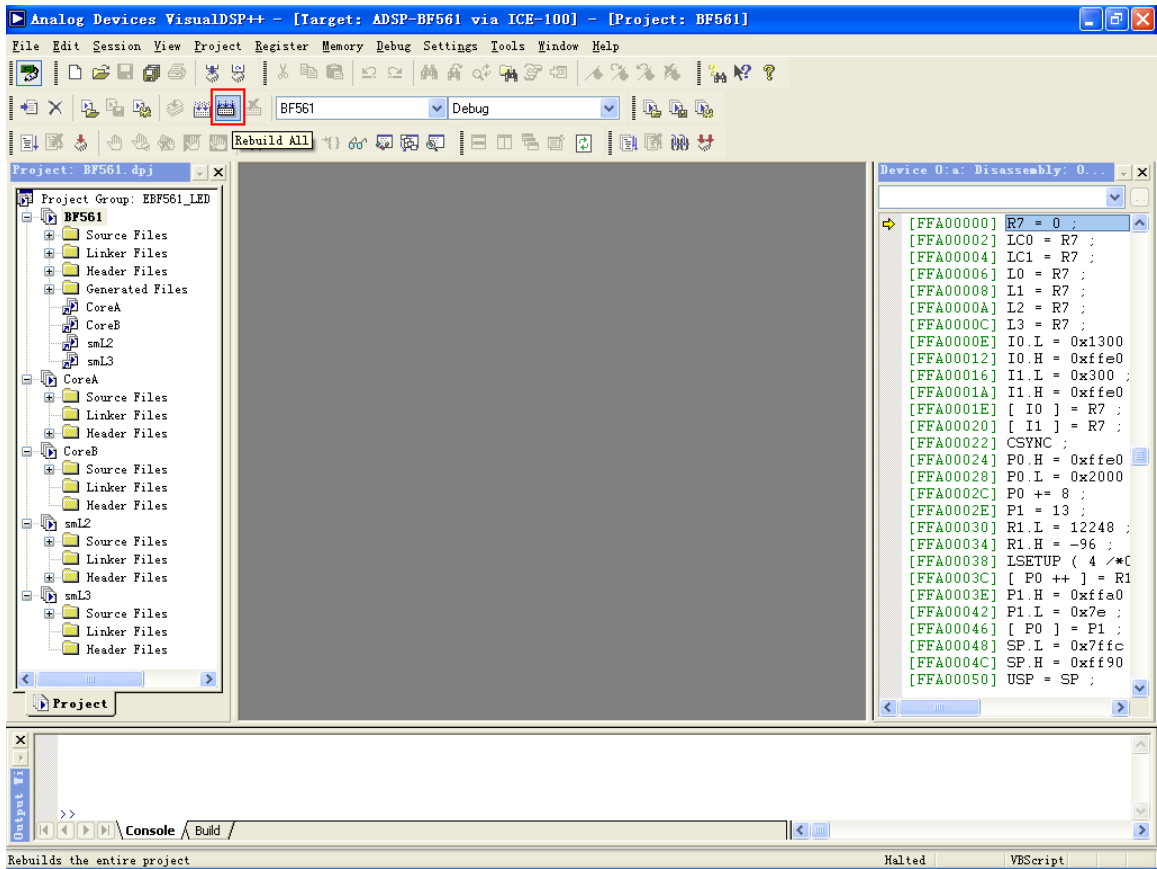 Analog Devices VisualDSP++ - [Target: ADSP-BF561 via ICE-100] - [Project: BF561]
File Edit Session View Project Register Memory Debug Settings Tools Window Help
BF561 Debug
Rebuild All
Project: BF561.dpj
Project Group: EBF561_LED
BF561
Source Files
Linker Files
Header Files
Generated Files
CoreA
CoreB
smL2
smL3
CoreA
Source Files
Linker Files
Header Files
CoreB
Source Files
Linker Files
Header Files
smL2
Source Files
Linker Files
Header Files
smL3
Source Files
Linker Files
Header Files
Project
Device 0:a: Disassembly: 0...
[FFA00000] R7 = 0 ;
[FFA00002] LC0 = R7 ;
[FFA00004] LC1 = R7 ;
[FFA00006] L0 = R7 ;
[FFA00008] L1 = R7 ;
[FFA0000A] L2 = R7 ;
[FFA0000C] L3 = R7 ;
[FFA0000E] I0.L = 0x1300
[FFA00012] I0.H = 0xffe0
[FFA00016] I1.L = 0x300 ;
[FFA0001A] I1.H = 0xffe0
[FFA0001E] [ I0 ] = R7 ;
[FFA00020] [ I1 ] = R7 ;
[FFA00022] CSYNC ;
[FFA00024] P0.H = 0xffe0
[FFA00028] P0.L = 0x2000
[FFA0002C] P0 += 8 ;
[FFA0002E] P1 = 13 ;
[FFA00030] R1.L = 12248 ;
[FFA00034] R1.H = -96 ;
[FFA00038] LSETUP ( 4 /*0
[FFA0003C] [ P0 ++ ] = R1
[FFA0003E] P1.H = 0xffa0
[FFA00042] P1.L = 0x7e ;
[FFA00046] [ P0 ] = P1 ;
[FFA00048] SP.L = 0x7ffc
[FFA0004C] SP.H = 0xff90
[FFA00050] USP = SP ;
Output Wi
>>
Console Build
Rebuilds the entire project
Halted VBScript